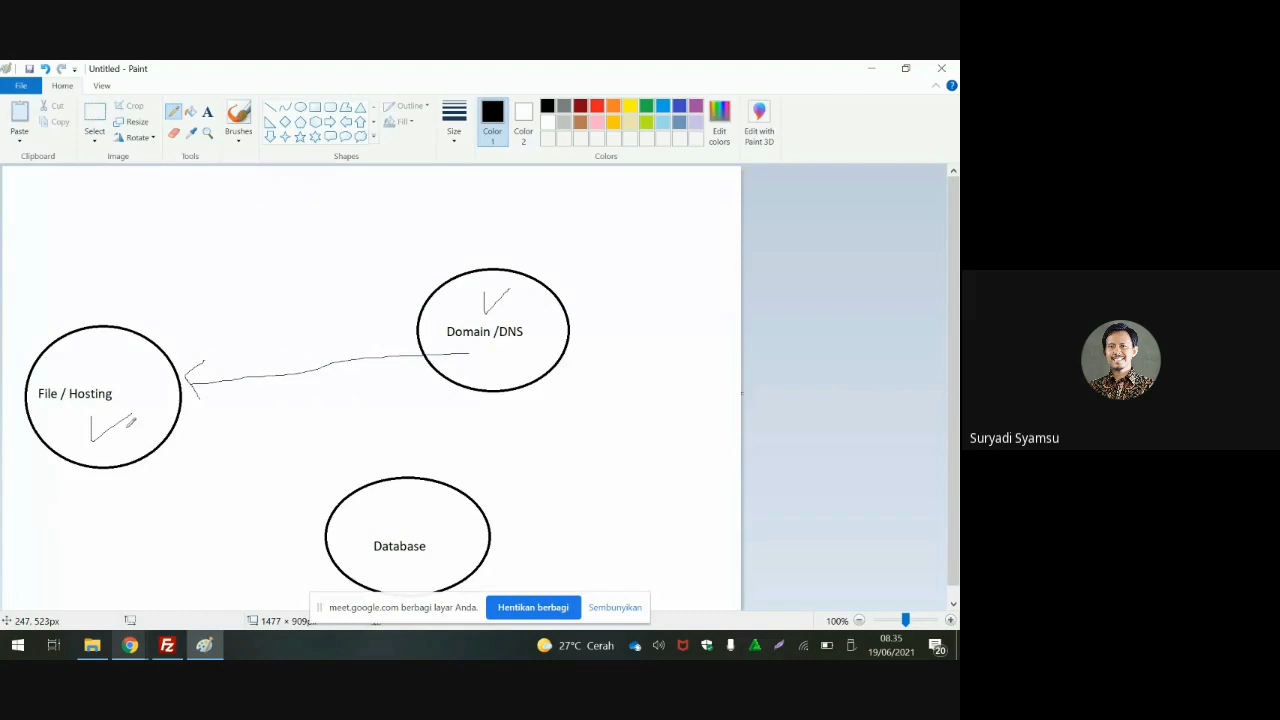 Untitled - Paint
File Home View
Paste
Cut
Copy
Clipboard
Select
Crop
Resize
Rotate
Image
A
Tools
Brushes
Outline
Fill
Shapes
Size
Color 1
Color 2
Edit colors
Colors
Edit with Paint 3D
Domain /DNS
File / Hosting
Database
meet.google.com berbagi layar Anda.
Hentikan berbagi
Sembunyikan
247, 523px
1477 × 909px
100%
27°C Cerah
08.35
19/06/2021
20
Suryadi Syamsu